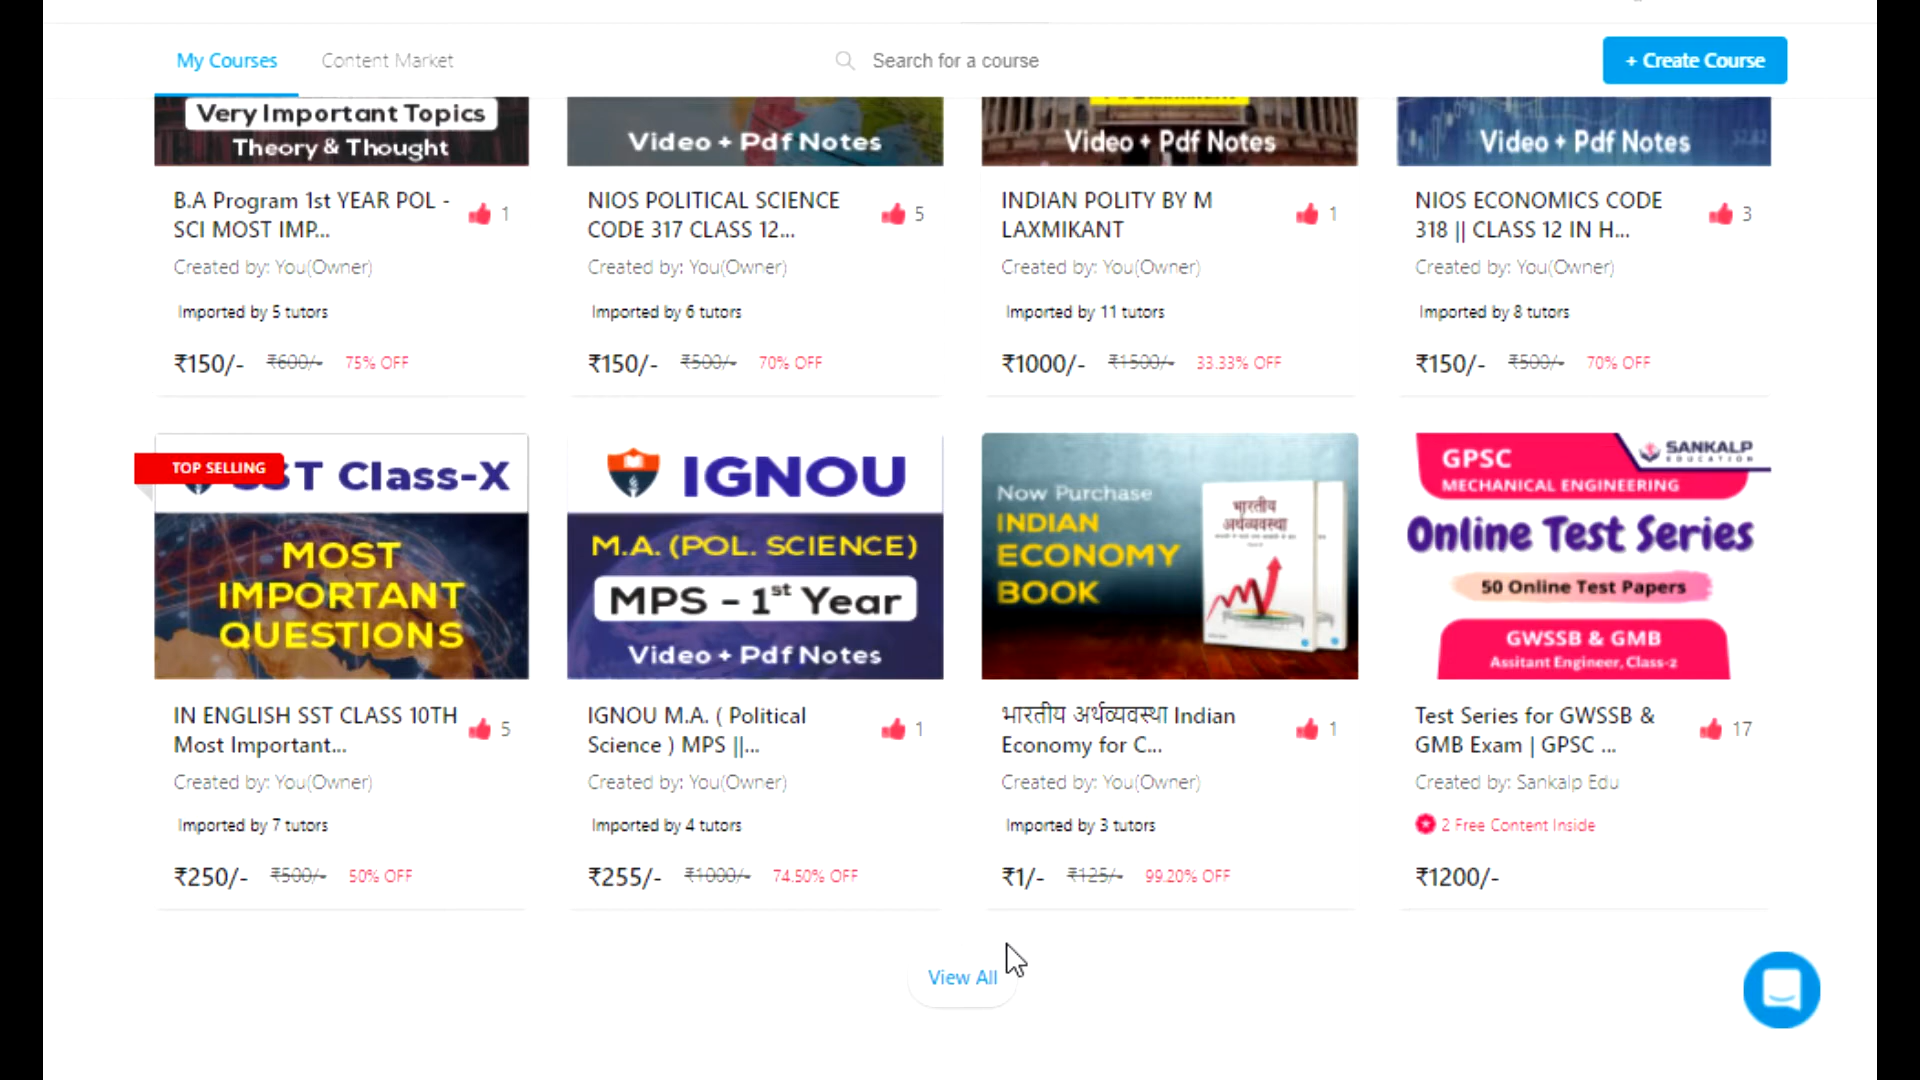 My Courses
Content Market
Search for a course
+ Create Course
Very Important Topics
Theory & Thought
Video + Pdf Notes
Video + Pdf Notes
Video + Pdf Notes
B.A Program 1st YEAR POL -
SCI MOST IMP...
1
Created by: You(Owner)
Imported by 5 tutors
₹150/- ₹600/- 75% OFF
NIOS POLITICAL SCIENCE
CODE 317 CLASS 12...
5
Created by: You(Owner)
Imported by 6 tutors
₹150/- ₹500/- 70% OFF
INDIAN POLITY BY M
LAXMIKANT
1
Created by: You(Owner)
Imported by 11 tutors
₹1000/- ₹1500/- 33.33% OFF
NIOS ECONOMICS CODE
318 || CLASS 12 IN H...
3
Created by: You(Owner)
Imported by 8 tutors
₹150/- ₹500/- 70% OFF
TOP SELLING
SST Class-X
MOST
IMPORTANT
QUESTIONS
IN ENGLISH SST CLASS 10TH
Most Important...
5
Created by: You(Owner)
Imported by 7 tutors
₹250/- ₹500/- 50% OFF
IGNOU
M.A. (POL. SCIENCE)
MPS - 1st Year
Video + Pdf Notes
IGNOU M.A. ( Political
Science ) MPS ||...
1
Created by: You(Owner)
Imported by 4 tutors
₹255/- ₹1000/- 74.50% OFF
Now Purchase
INDIAN
ECONOMY
BOOK
भारतीय
अर्थव्यवस्था
भारतीय अर्थव्यवस्था Indian
Economy for C...
1
Created by: You(Owner)
Imported by 3 tutors
₹1/- ₹125/- 99.20% OFF
SANKALP
EDUCATION
GPSC
MECHANICAL ENGINEERING
Online Test Series
50 Online Test Papers
GWSSB & GMB
Assitant Engineer, Class-2
Test Series for GWSSB &
GMB Exam | GPSC ...
17
Created by: Sankalp Edu
2 Free Content Inside
₹1200/-
View All